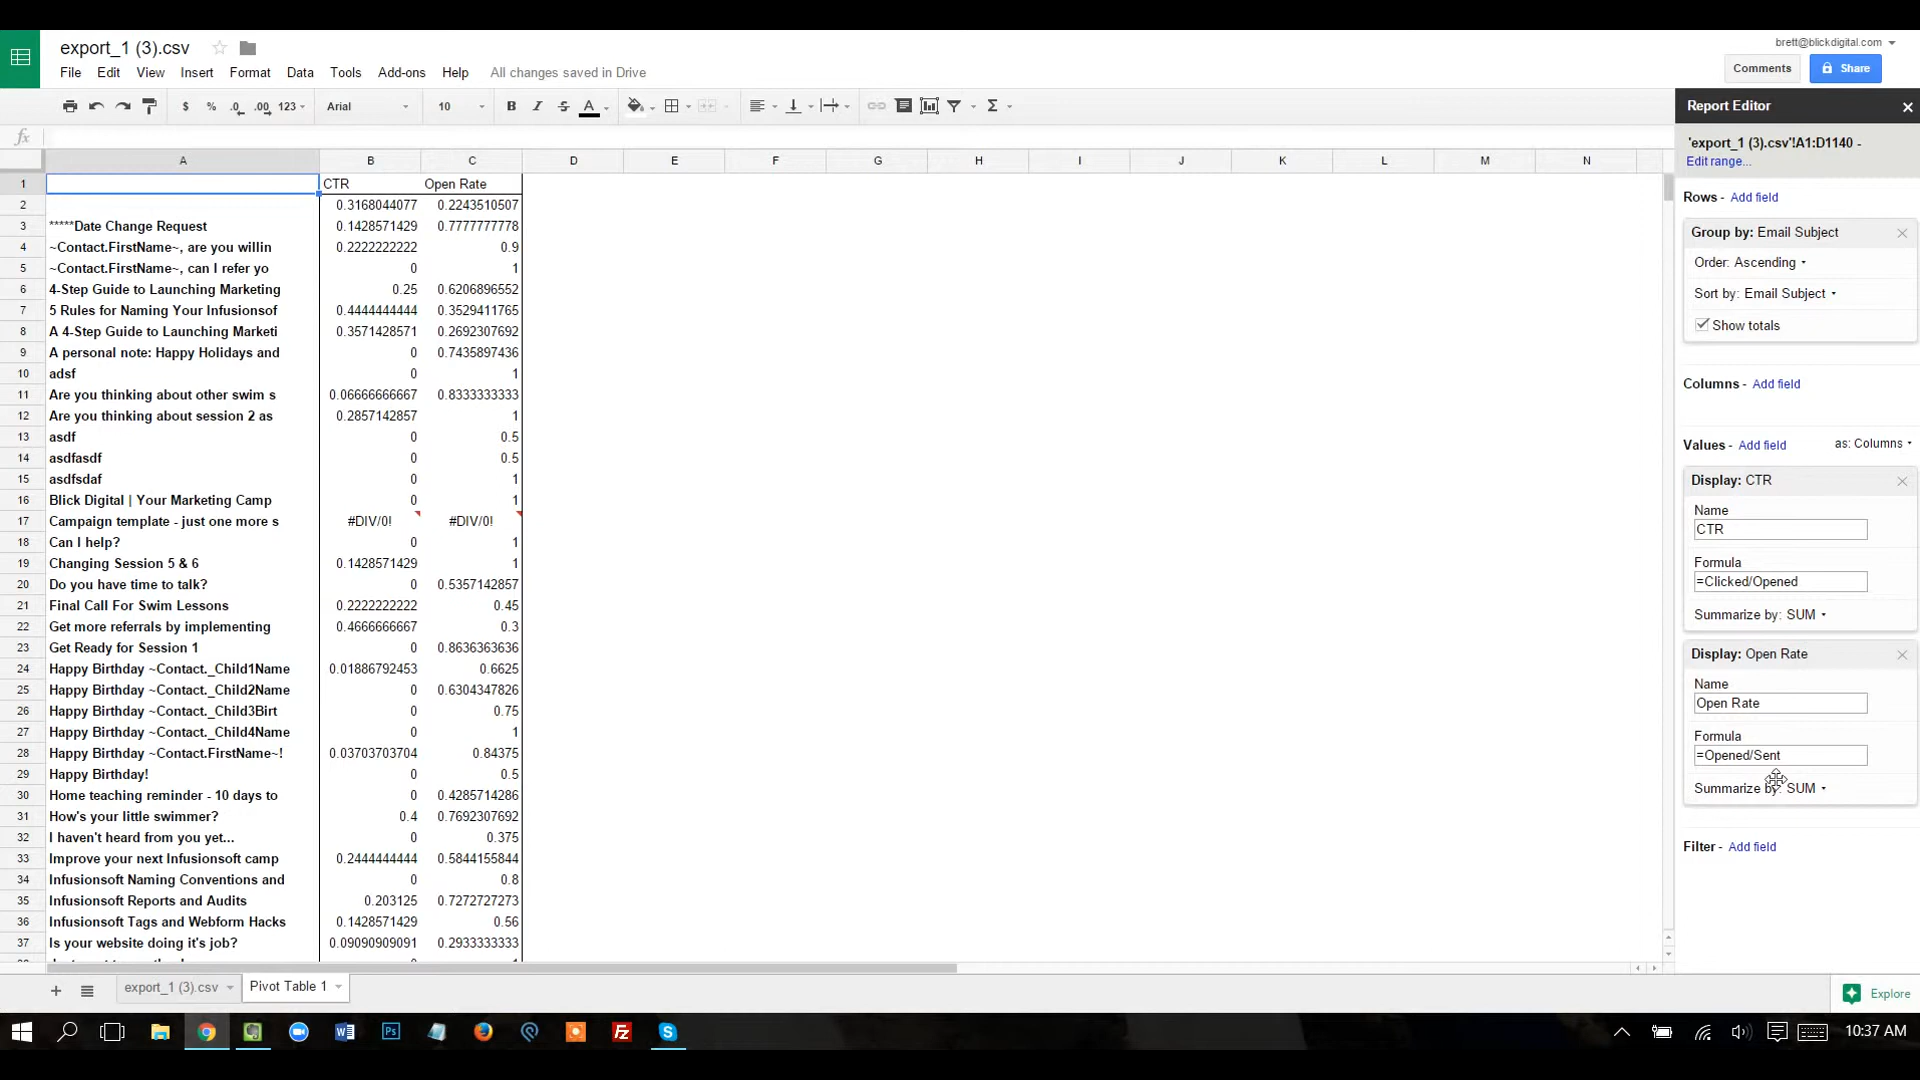 export_1 (3).csv
brett@blickdigital.com
File Edit View Insert Format Data Tools Add-ons Help All changes saved in Drive
Comments Share
$ % .0 .00 123 Arial 10 B I S A Σ
Report Editor
fx
'export_1 (3).csv'!A1:D1140 -
Edit range...
A B C D E F G H I J K L M N
1 CTR Open Rate
2 0.3168044077 0.2243510507
3 *****Date Change Request 0.1428571429 0.7777777778
4 ~Contact.FirstName~, are you willin 0.2222222222 0.9
5 ~Contact.FirstName~, can I refer yo 0 1
6 4-Step Guide to Launching Marketing 0.25 0.6206896552
7 5 Rules for Naming Your Infusionsof 0.4444444444 0.3529411765
8 A 4-Step Guide to Launching Marketi 0.3571428571 0.2692307692
9 A personal note: Happy Holidays and 0 0.7435897436
10 adsf 0 1
11 Are you thinking about other swim s 0.06666666667 0.8333333333
12 Are you thinking about session 2 as 0.2857142857 1
13 asdf 0 0.5
14 asdfasdf 0 0.5
15 asdfsdaf 0 1
16 Blick Digital | Your Marketing Camp 0 1
17 Campaign template - just one more s #DIV/0! #DIV/0!
18 Can I help? 0 1
19 Changing Session 5 & 6 0.1428571429 1
20 Do you have time to talk? 0 0.5357142857
21 Final Call For Swim Lessons 0.2222222222 0.45
22 Get more referrals by implementing 0.4666666667 0.3
23 Get Ready for Session 1 0 0.8636363636
24 Happy Birthday ~Contact._Child1Name 0.01886792453 0.6625
25 Happy Birthday ~Contact._Child2Name 0 0.6304347826
26 Happy Birthday ~Contact._Child3Birt 0 0.75
27 Happy Birthday ~Contact._Child4Name 0 1
28 Happy Birthday ~Contact.FirstName~! 0.03703703704 0.84375
29 Happy Birthday! 0 0.5
30 Home teaching reminder - 10 days to 0 0.4285714286
31 How's your little swimmer? 0.4 0.7692307692
32 I haven't heard from you yet... 0 0.375
33 Improve your next Infusionsoft camp 0.2444444444 0.5844155844
34 Infusionsoft Naming Conventions and 0 0.8
35 Infusionsoft Reports and Audits 0.203125 0.7272727273
36 Infusionsoft Tags and Webform Hacks 0.1428571429 0.56
37 Is your website doing it's job? 0.09090909091 0.2933333333
Rows - Add field
Group by: Email Subject
Order: Ascending
Sort by: Email Subject
Show totals
Columns - Add field
Values - Add field as: Columns
Display: CTR
Name
CTR
Formula
=Clicked/Opened
Summarize by: SUM
Display: Open Rate
Name
Open Rate
Formula
=Opened/Sent
Summarize by: SUM
Filter - Add field
export_1 (3).csv Pivot Table 1
Explore
10:37 AM